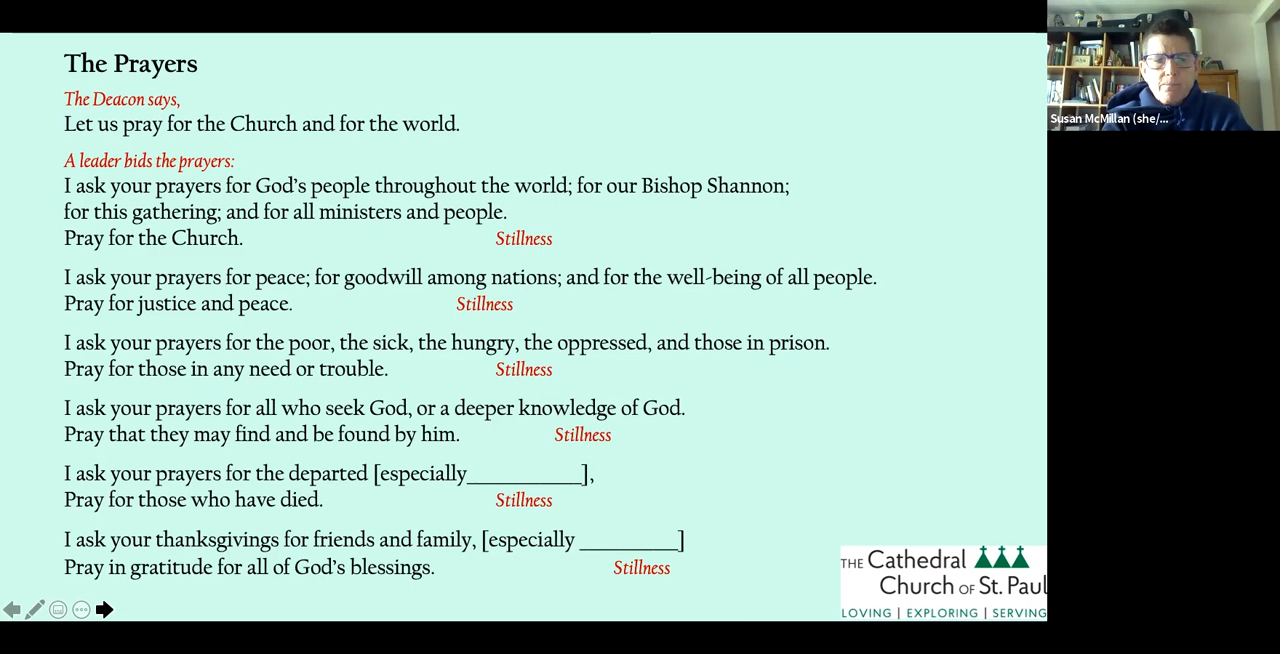 The Prayers
The Deacon says,
Let us pray for the Church and for the world.
A leader bids the prayers:
I ask your prayers for God's people throughout the world; for our Bishop Shannon;
for this gathering; and for all ministers and people.
Pray for the Church. Stillness
I ask your prayers for peace; for goodwill among nations; and for the well-being of all people.
Pray for justice and peace. Stillness
I ask your prayers for the poor, the sick, the hungry, the oppressed, and those in prison.
Pray for those in any need or trouble. Stillness
I ask your prayers for all who seek God, or a deeper knowledge of God.
Pray that they may find and be found by him. Stillness
I ask your prayers for the departed [especially__________],
Pray for those who have died. Stillness
I ask your thanksgivings for friends and family, [especially _________]
Pray in gratitude for all of God's blessings. Stillness
THE Cathedral
Church OF St. Paul
LOVING | EXPLORING | SERVING
Susan McMillan (she/...